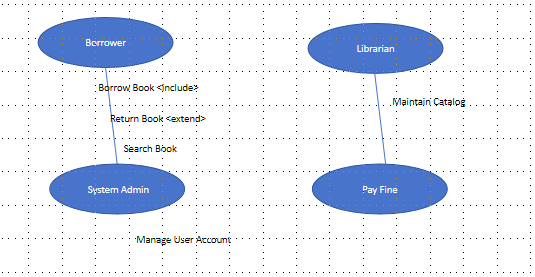 Borrower
Librarian
Borrow Book <include>
Maintain Catalog
Return Book <extend>
Search Book
System Admin
Pay Fine
Manage User Account